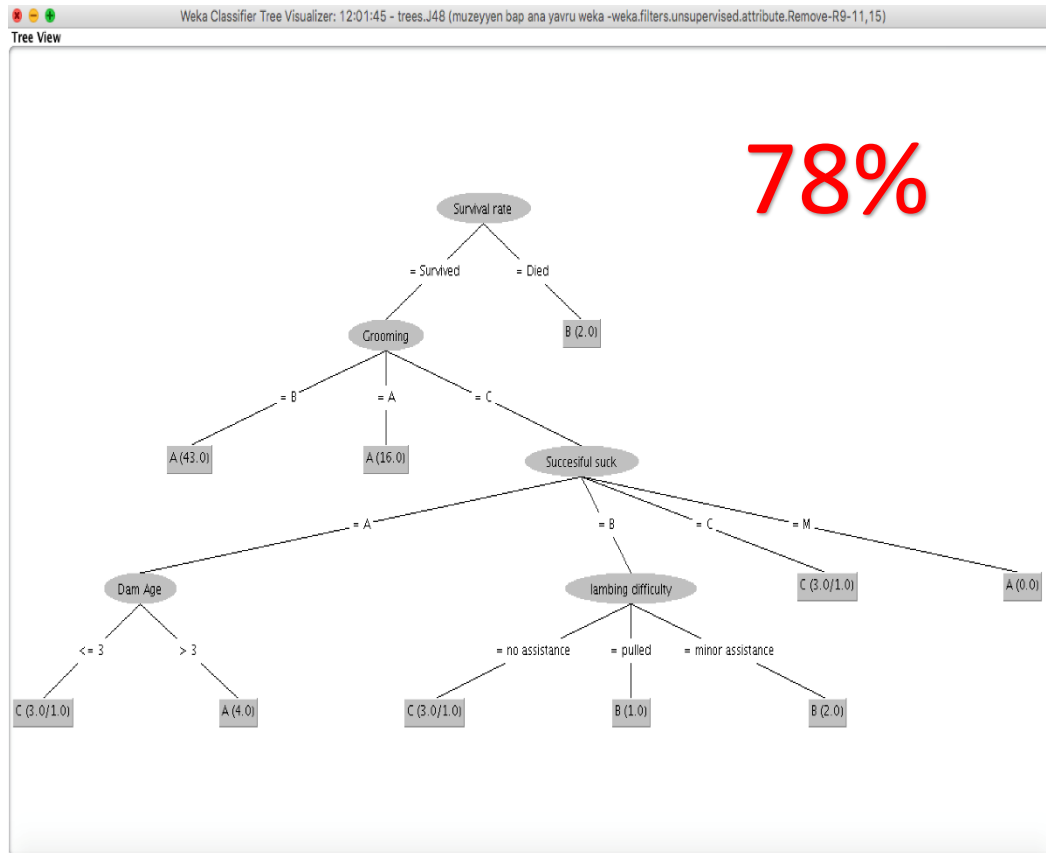 Weka Classifier Tree Visualizer: 12:01:45 - trees.J48 (muzeyyen bap ana yavru weka -weka.filters.unsupervised.attribute.Remove-R9-11,15)
Tree View
78%
Survival rate
= Survived
= Died
Grooming
B (2.0)
= B
= A
= C
A (43.0)
A (16.0)
Succesiful suck
= A
= B
= C
= M
Dam Age
lambing difficulty
C (3.0/1.0)
A (0.0)
<= 3
> 3
= no assistance
= pulled
= minor assistance
C (3.0/1.0)
A (4.0)
C (3.0/1.0)
B (1.0)
B (2.0)